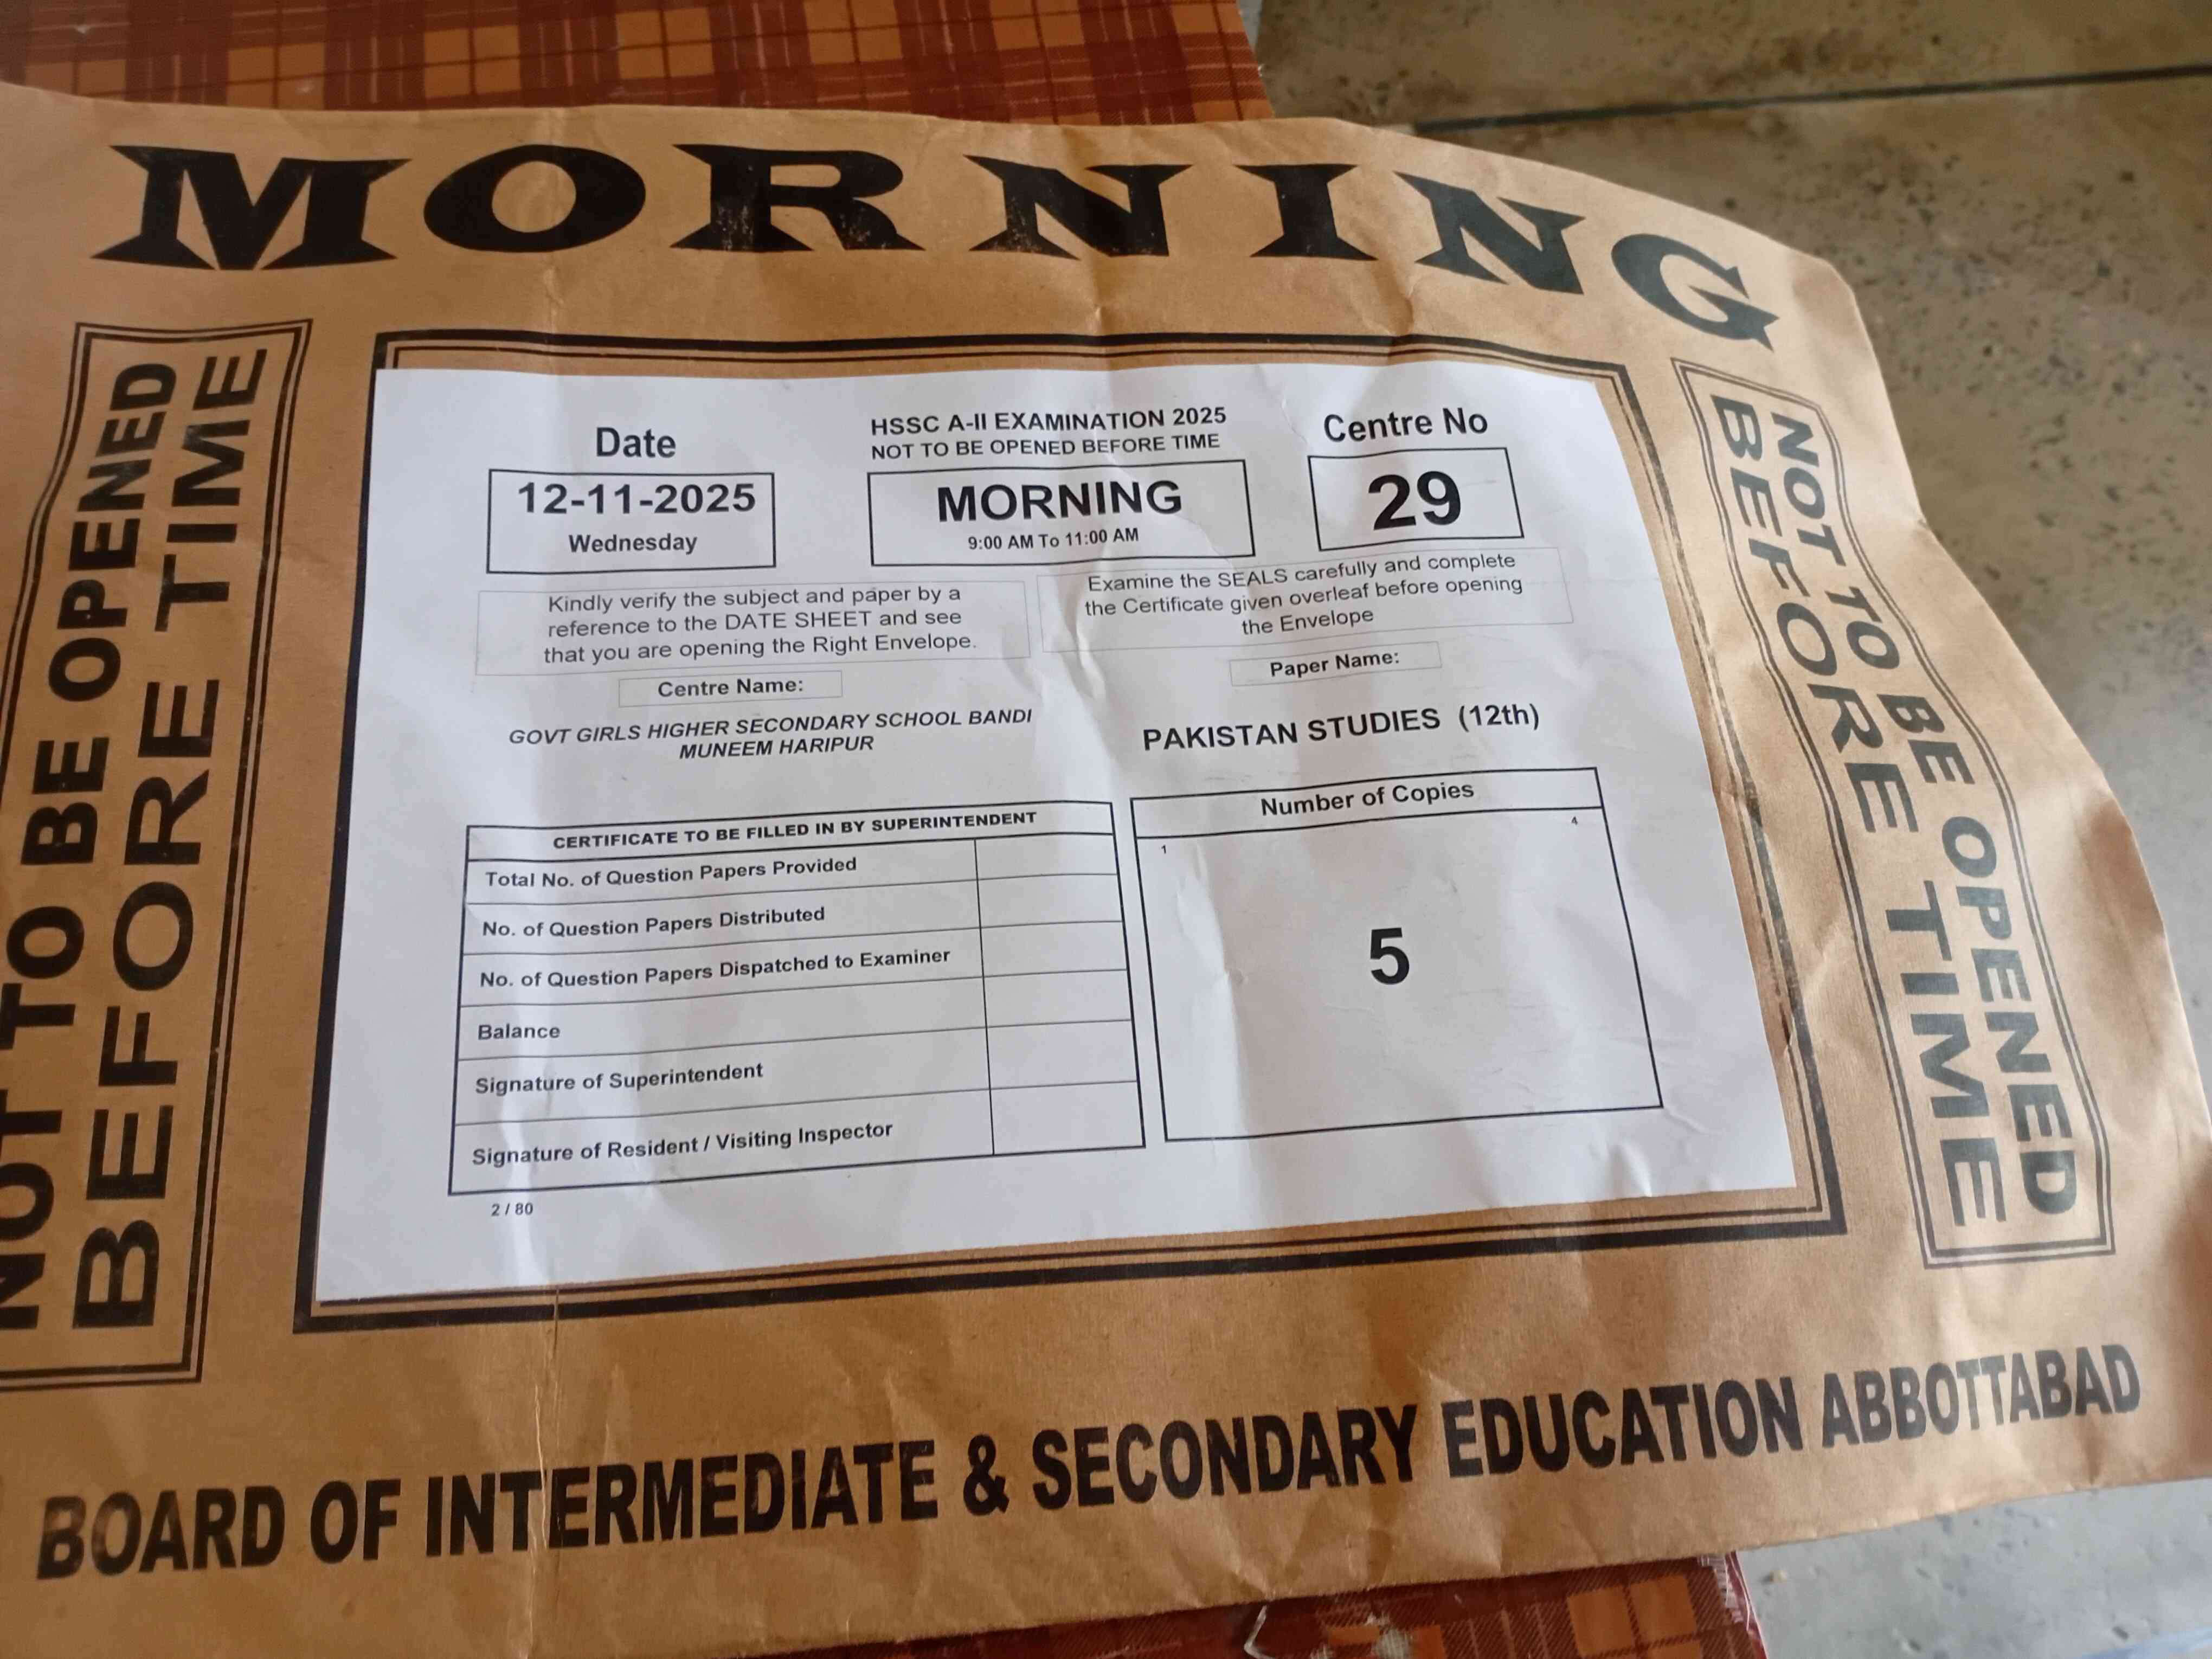 MORNING
NOT TO BE OPENED
BEFORE TIME
Date
12-11-2025
Wednesday
HSSC A-II EXAMINATION 2025
NOT TO BE OPENED BEFORE TIME
MORNING
9:00 AM To 11:00 AM
Centre No
29
Kindly verify the subject and paper by a
reference to the DATE SHEET and see
that you are opening the Right Envelope.
Examine the SEALS carefully and complete
the Certificate given overleaf before opening
the Envelope
Centre Name:
GOVT GIRLS HIGHER SECONDARY SCHOOL BANDI
MUNEEM HARIPUR
Paper Name:
PAKISTAN STUDIES (12th)
CERTIFICATE TO BE FILLED IN BY SUPERINTENDENT
Total No. of Question Papers Provided
No. of Question Papers Distributed
No. of Question Papers Dispatched to Examiner
Balance
Signature of Superintendent
Signature of Resident / Visiting Inspector
2 / 80
Number of Copies
1
4
5
NOT TO BE OPENED
BEFORE TIME
BOARD OF INTERMEDIATE & SECONDARY EDUCATION ABBOTTABAD